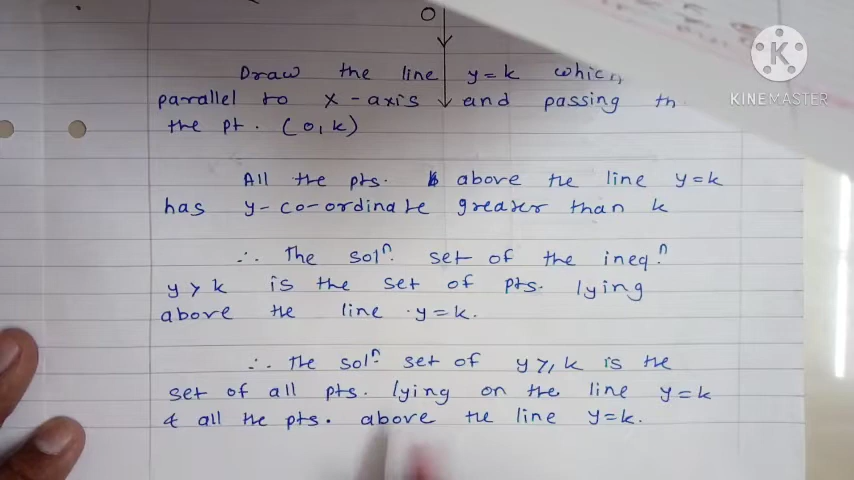 O
Draw the line y = k
parallel to x-axis and passing
the pt. (0, k)
All the pts. above the line y=k
has y-co-ordinate greater than k
∴ The solⁿ. set of the ineqⁿ.
y > k is the set of pts. lying
above the line y=k.
∴ the solⁿ. set of y ≥ k is the
set of all pts. lying on the line y=k
& all the pts. above the line y=k.
K
KINEMASTER